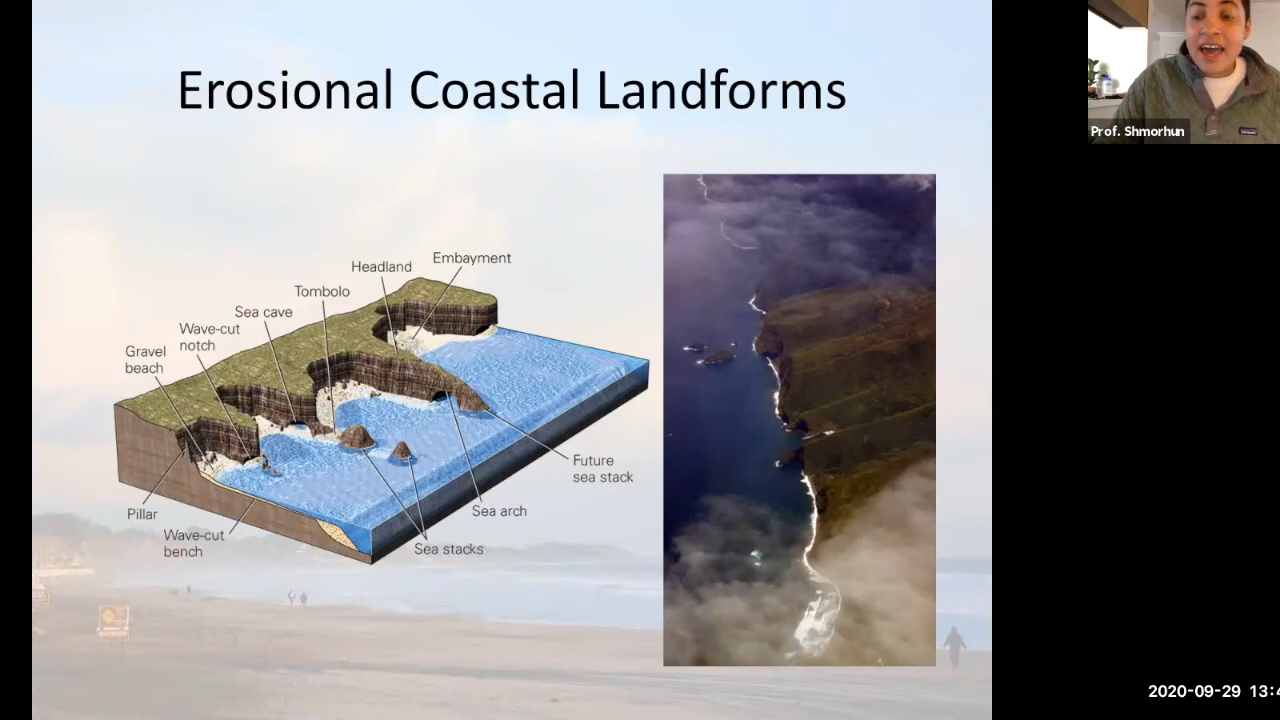 Erosional Coastal Landforms
Prof. Shmorhun
Embayment
Headland
Tombolo
Sea cave
Wave-cut
notch
Gravel
beach
Future
sea stack
Sea arch
Pillar
Wave-cut
bench
Sea stacks
2020-09-29 13:4